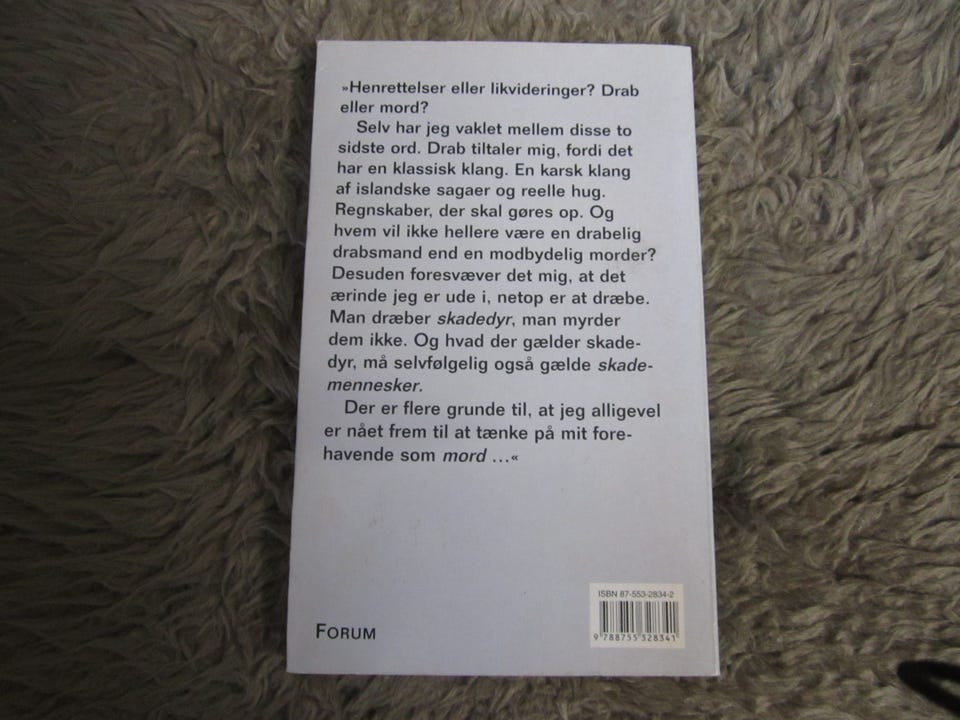 »Henrettelser eller likvideringer? Drab
eller mord?
Selv har jeg vaklet mellem disse to
sidste ord. Drab tiltaler mig, fordi det
har en klassisk klang. En karsk klang
af islandske sagaer og reelle hug.
Regnskaber, der skal gøres op. Og
hvem vil ikke hellere være en drabelig
drabsmand end en modbydelig morder?
Desuden foresvæver det mig, at det
ærinde jeg er ude i, netop er at dræbe.
Man dræber skadedyr, man myrder
dem ikke. Og hvad der gælder skade-
dyr, må selvfølgelig også gælde skade-
mennesker.
Der er flere grunde til, at jeg alligevel
er nået frem til at tænke på mit fore-
havende som mord ...«
ISBN 87-553-2834-2
9 788755 328341
FORUM